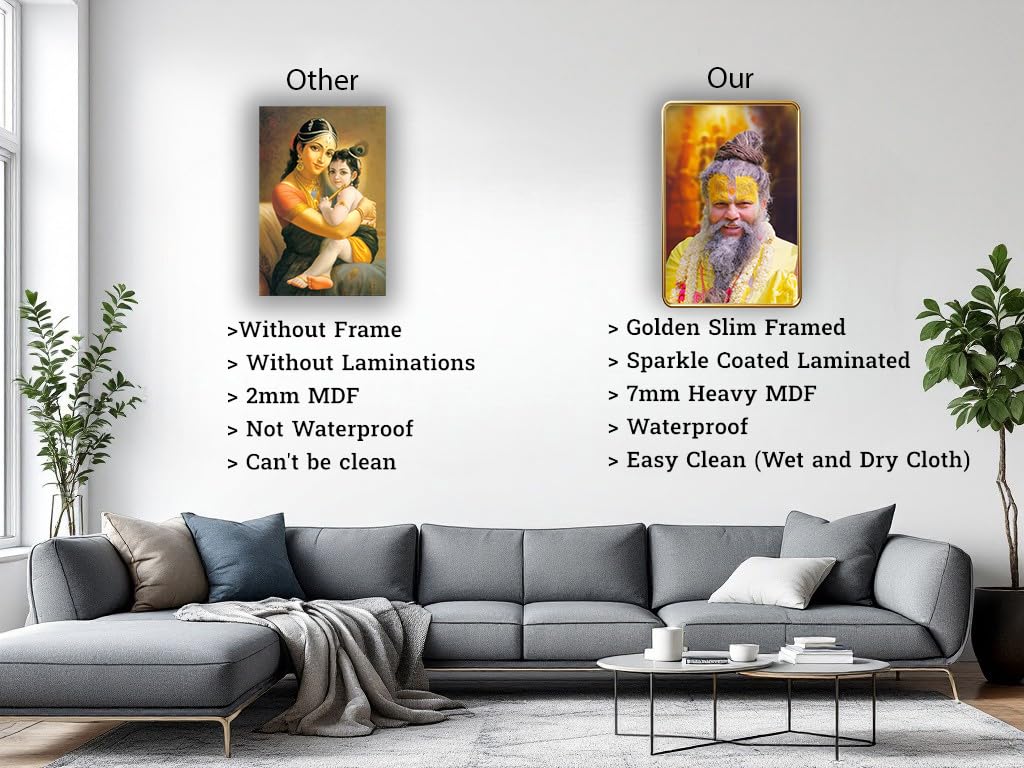 Other
>Without Frame
> Without Laminations
> 2mm MDF
> Not Waterproof
> Can't be clean
Our
> Golden Slim Framed
> Sparkle Coated Laminated
> 7mm Heavy MDF
> Waterproof
> Easy Clean (Wet and Dry Cloth)